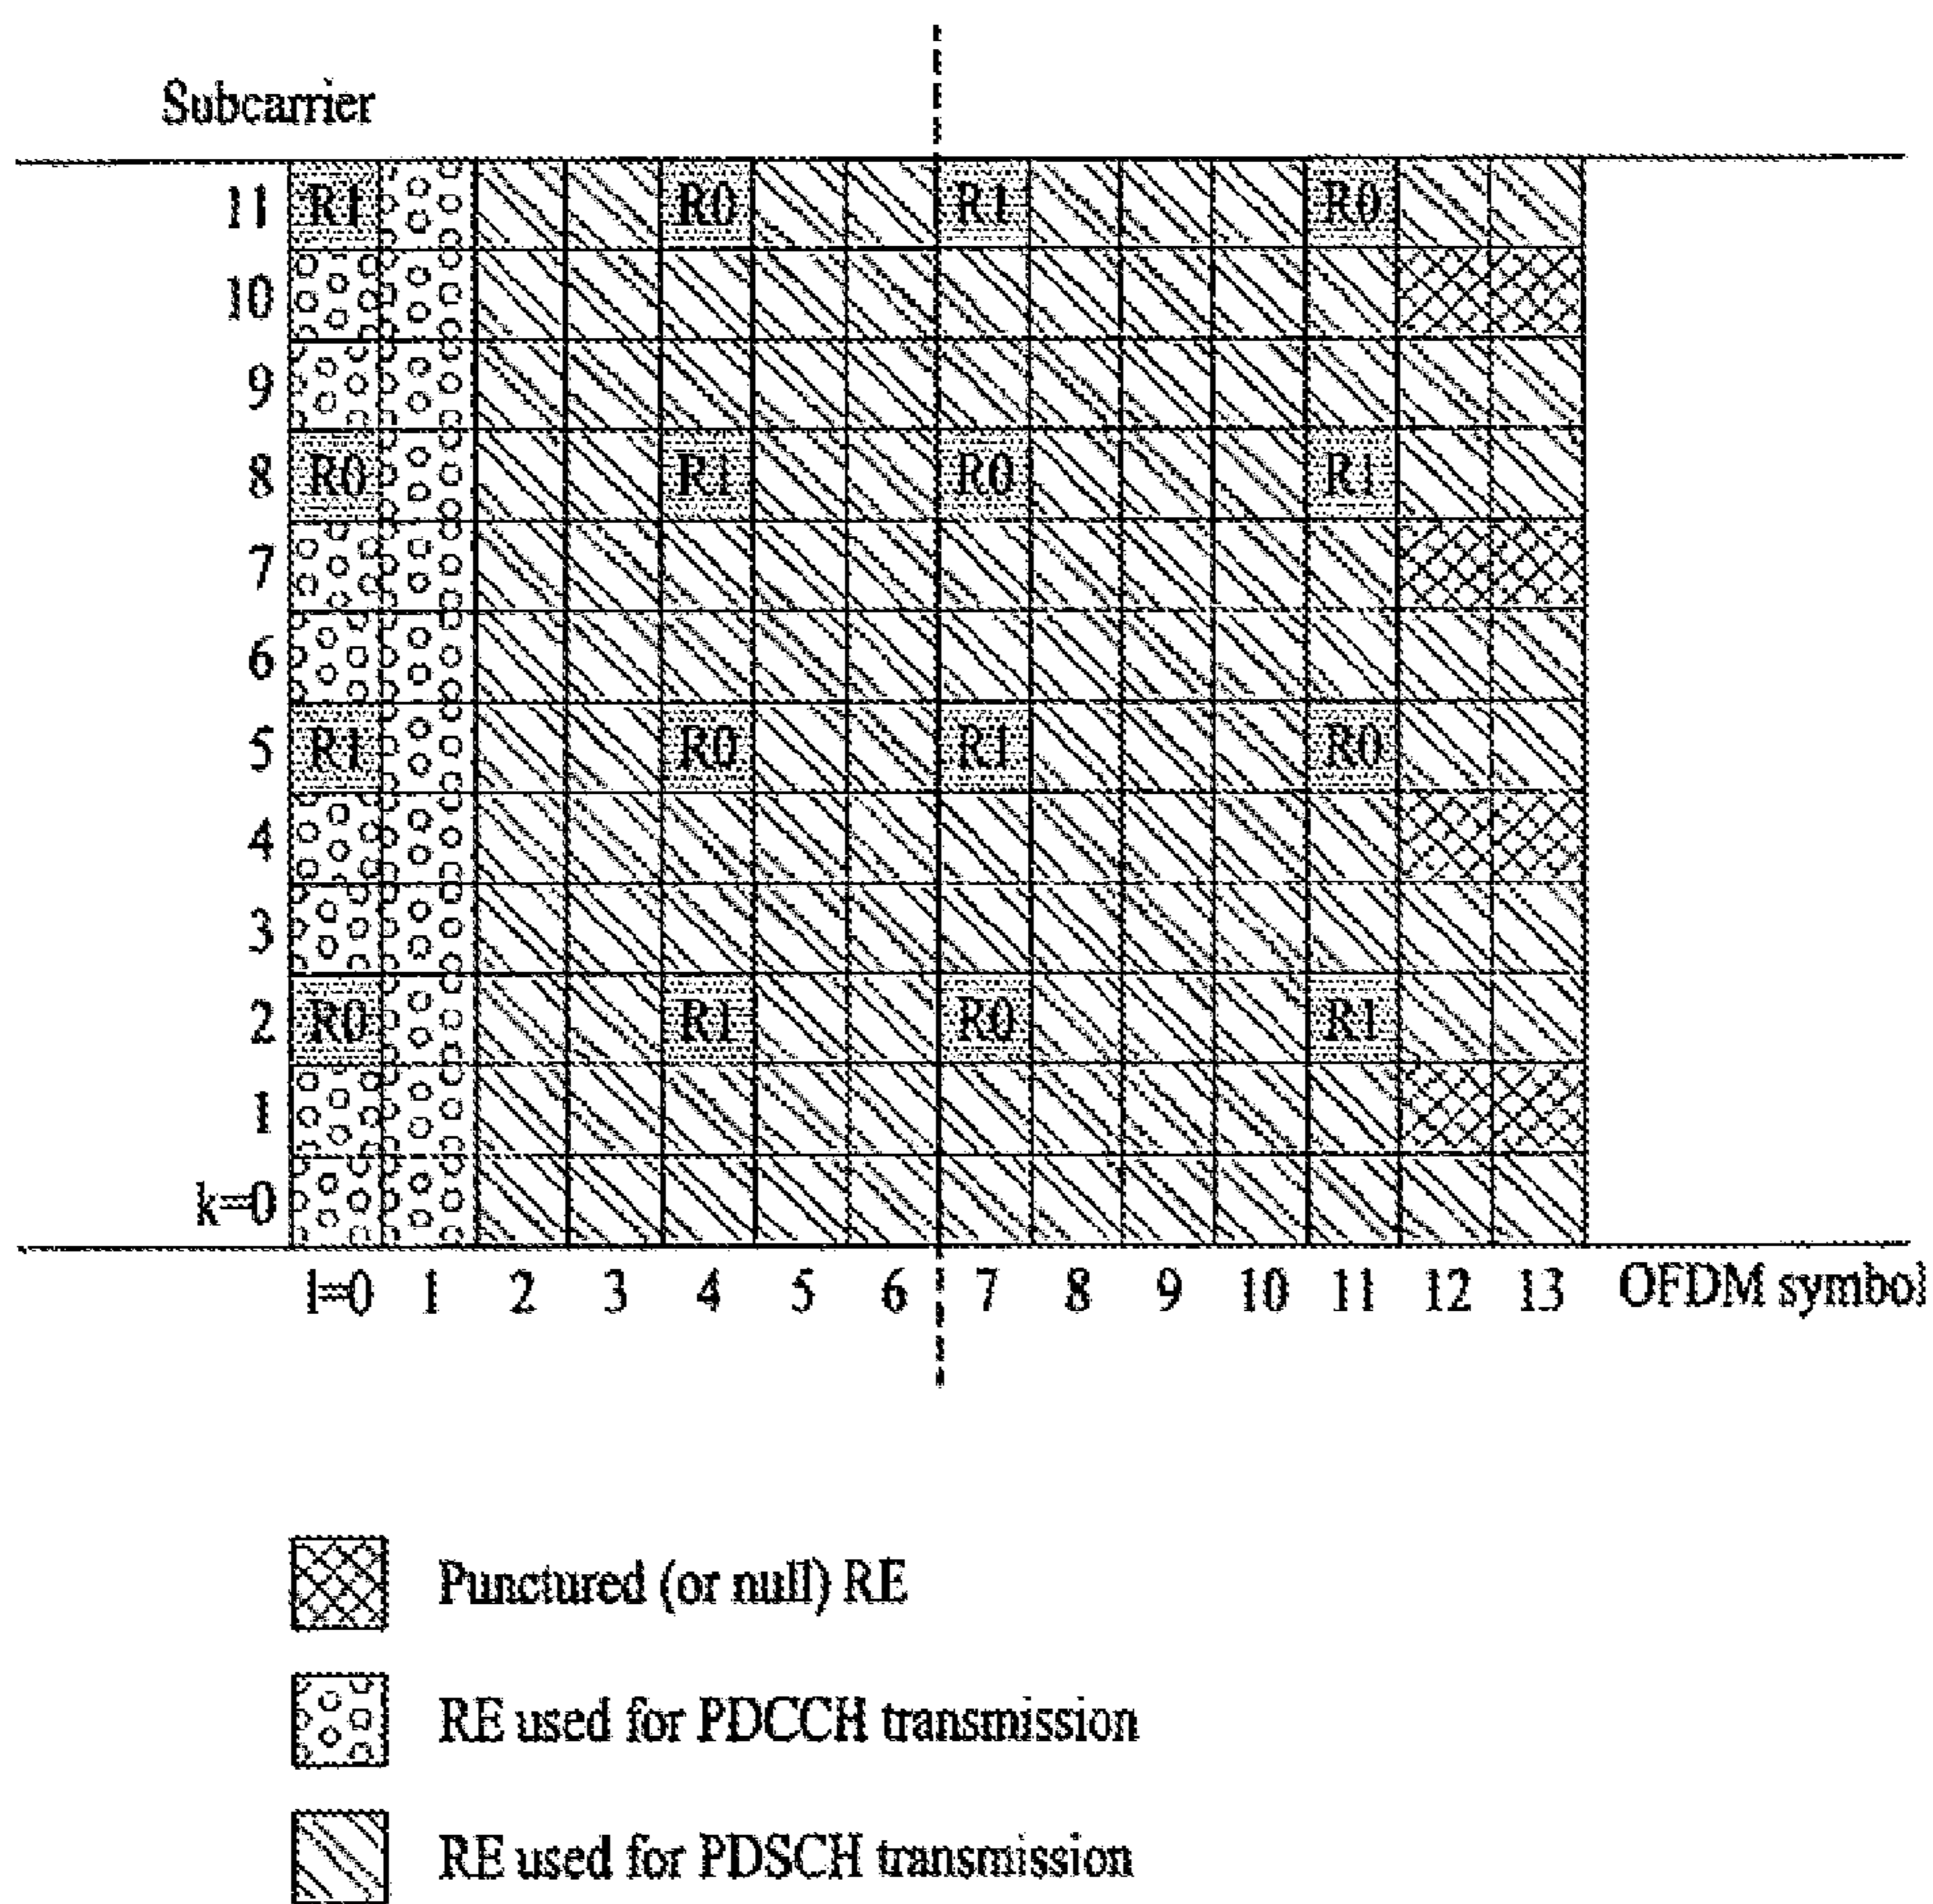 Subcarrier
11 R1 R0 R1 R0
10
9
8 R0 R1 R0 R1
7
6
5 R1 R0 R1 R0
4
3
2 R0 R1 R0 R1
1
k=0
l=0 1 2 3 4 5 6 7 8 9 10 11 12 13 OFDM symbol
Punctured (or null) RE
RE used for PDCCH transmission
RE used for PDSCH transmission